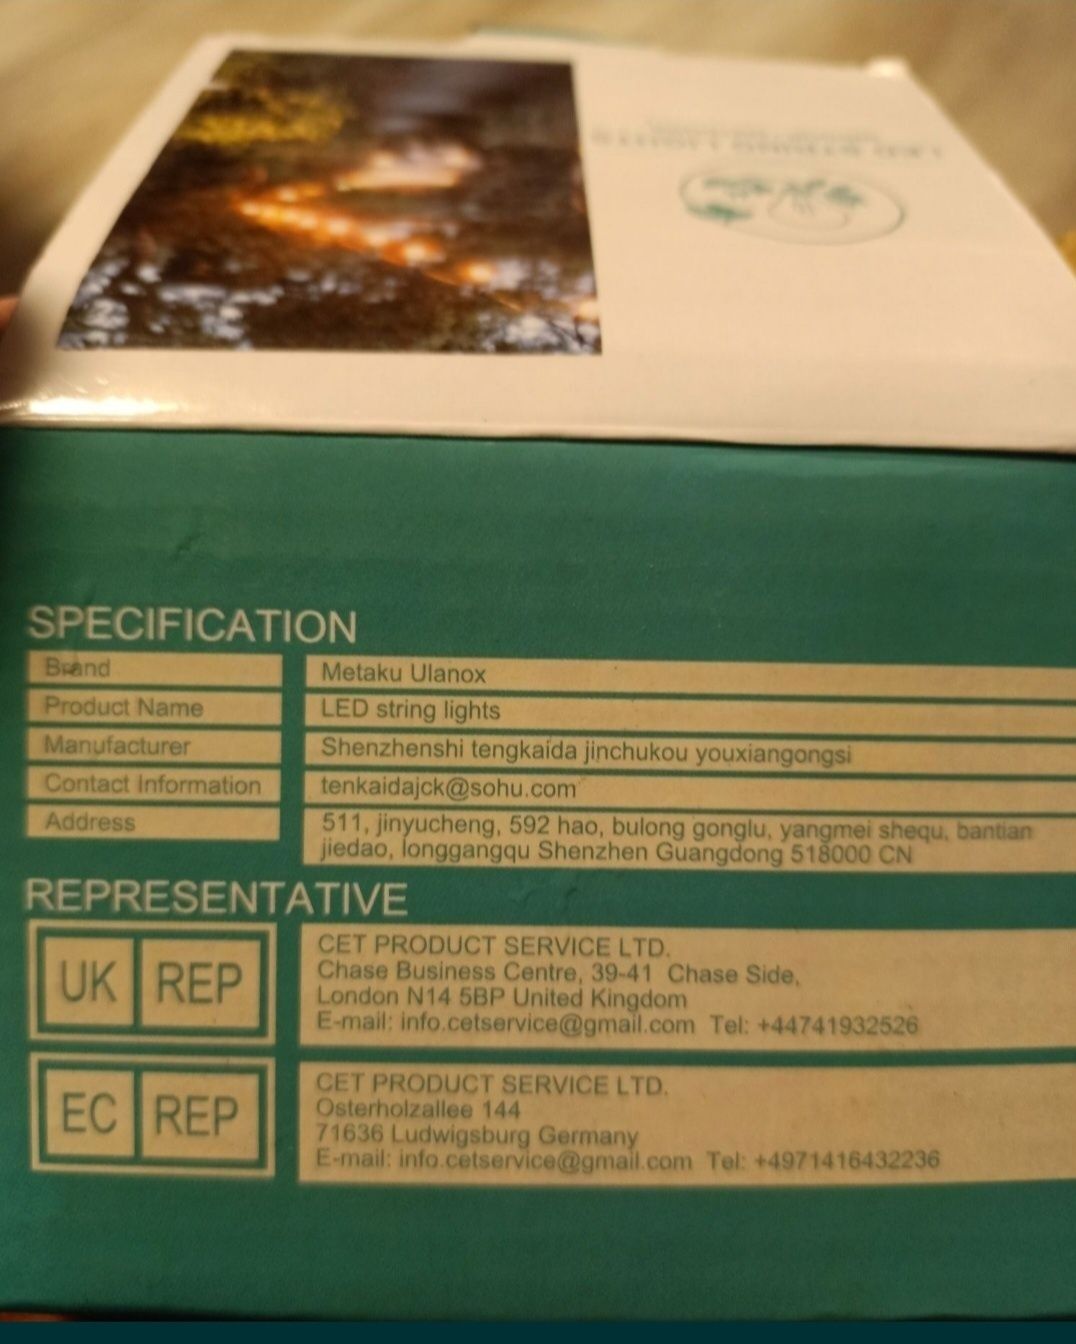 SPECIFICATION
Brand
Metaku Ulanox
Product Name
LED string lights
Manufacturer
Shenzhenshi tengkaida jinchukou youxiangongsi
Contact Information
tenkaidajck@sohu.com
Address
511, jinyucheng, 592 hao, bulong gonglu, yangmei shequ, bantian
jiedao, longgangqu Shenzhen Guangdong 518000 CN
REPRESENTATIVE
UK REP
CET PRODUCT SERVICE LTD.
Chase Business Centre, 39-41 Chase Side,
London N14 5BP United Kingdom
E-mail: info.cetservice@gmail.com Tel: +44741932526
EC REP
CET PRODUCT SERVICE LTD.
Osterholzallee 144
71636 Ludwigsburg Germany
E-mail: info.cetservice@gmail.com Tel: +4971416432236